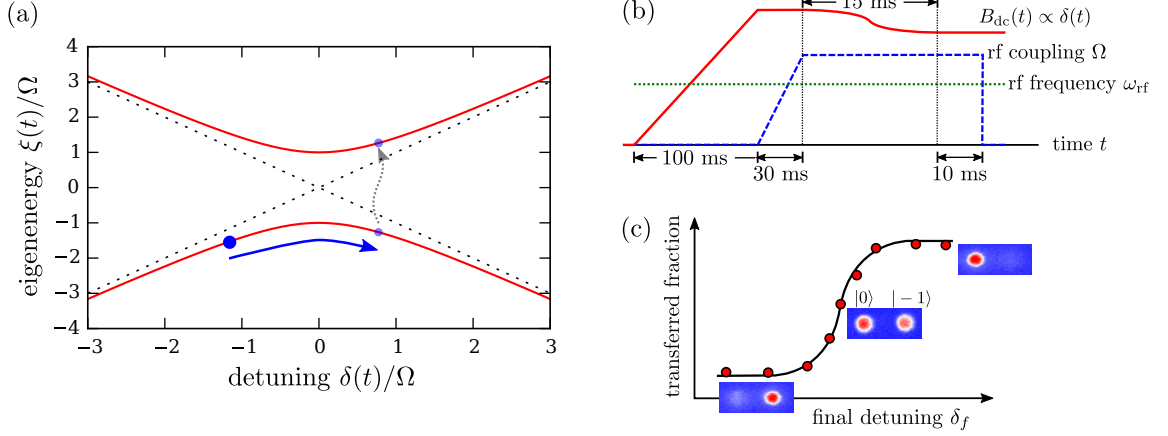 (a)
eigenenergy ξ(t)/Ω
4
3
2
1
0
−1
−2
−3
−4
−3
−2
−1
0
1
2
3
detuning δ(t)/Ω
(b)
15 ms
B_dc(t) ∝ δ(t)
rf coupling Ω
rf frequency ω_rf
time t
100 ms
30 ms
10 ms
(c)
transferred fraction
|0⟩ |−1⟩
final detuning δ_f